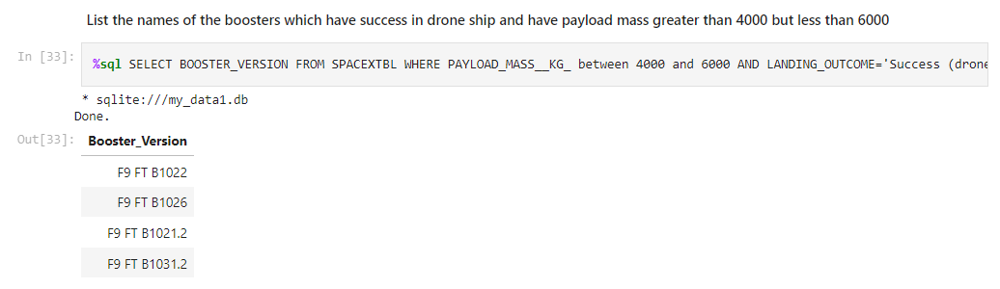 List the names of the boosters which have success in drone ship and have payload mass greater than 4000 but less than 6000
In [33]: %sql SELECT BOOSTER_VERSION FROM SPACEXTBL WHERE PAYLOAD_MASS__KG_ between 4000 and 6000 AND LANDING_OUTCOME='Success (drone
* sqlite:///my_data1.db
Done.
Out[33]: Booster_Version
F9 FT B1022
F9 FT B1026
F9 FT B1021.2
F9 FT B1031.2